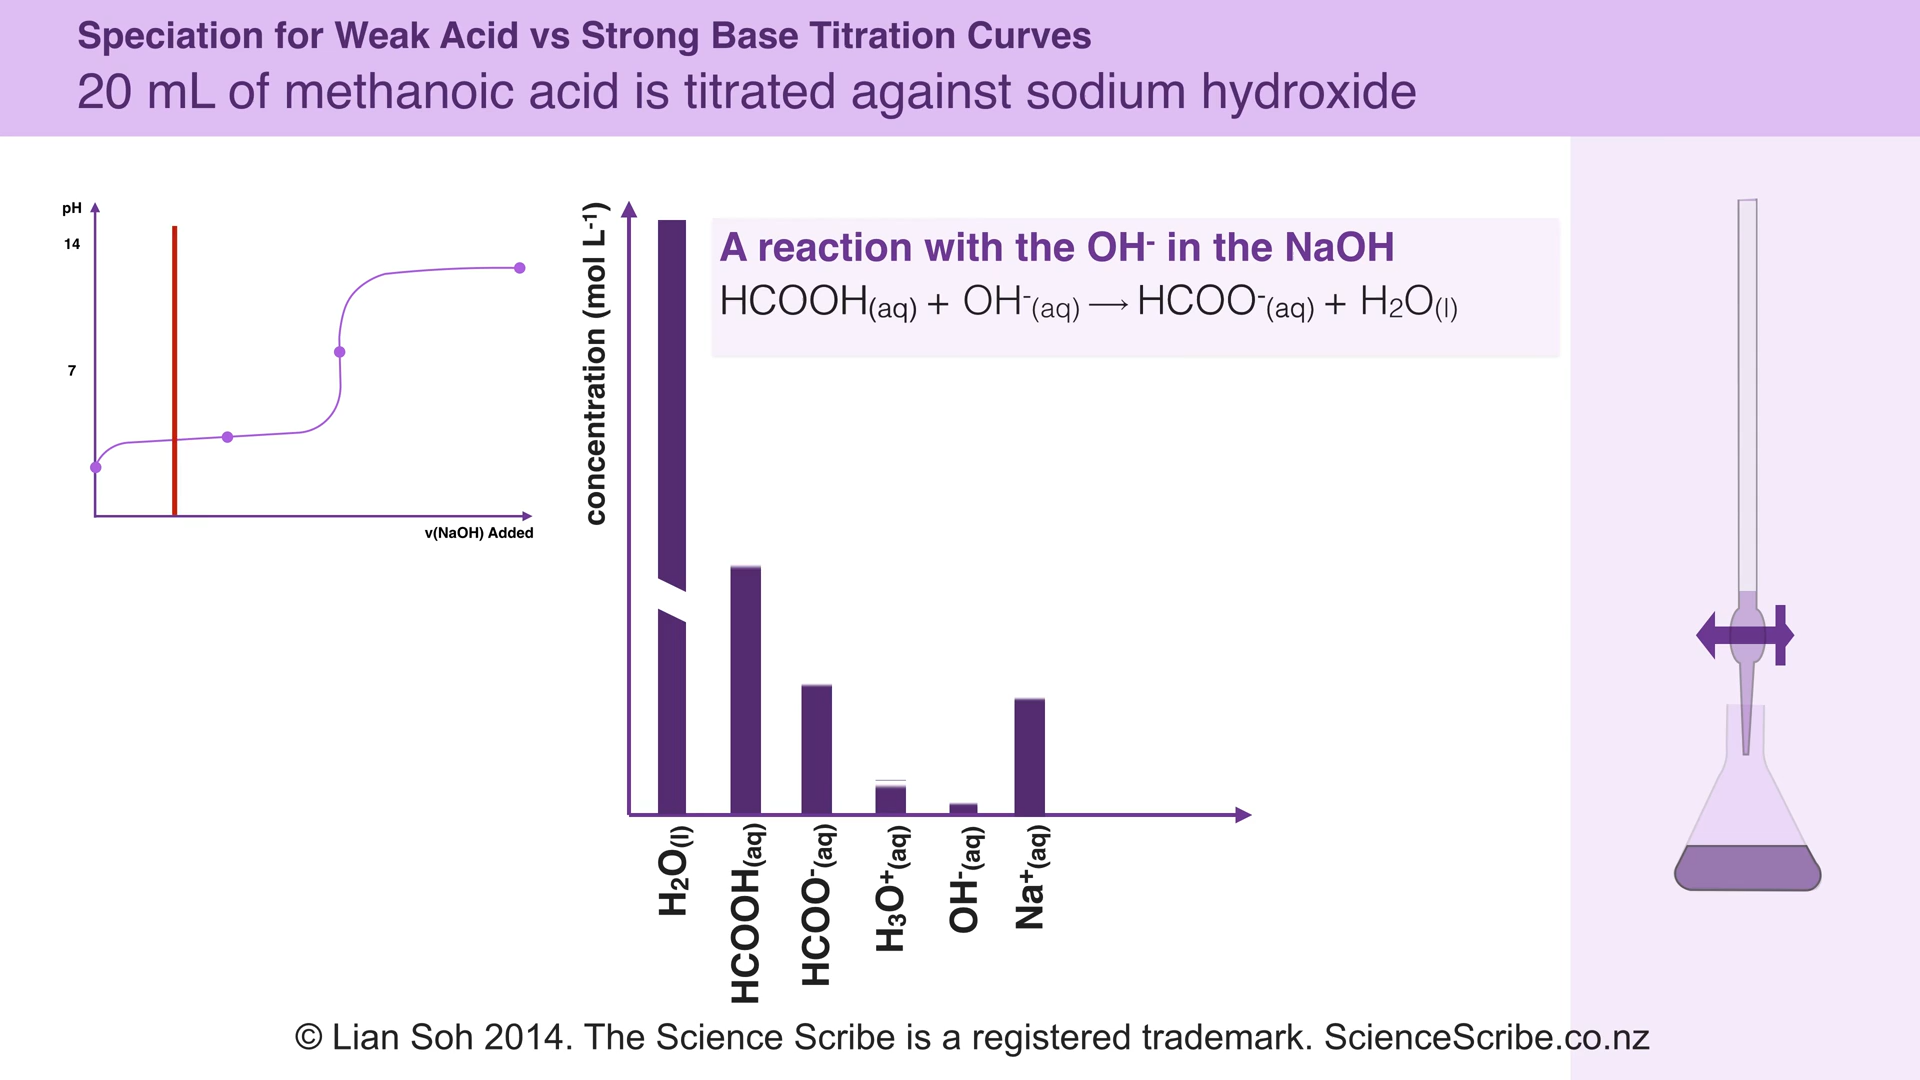 Speciation for Weak Acid vs Strong Base Titration Curves
20 mL of methanoic acid is titrated against sodium hydroxide
pH
14
7
v(NaOH) Added
concentration (mol L⁻¹)
A reaction with the OH⁻ in the NaOH
HCOOH(aq) + OH⁻(aq) → HCOO⁻(aq) + H₂O(l)
H₂O(l)
HCOOH(aq)
HCOO⁻(aq)
H₃O⁺(aq)
OH⁻(aq)
Na⁺(aq)
© Lian Soh 2014. The Science Scribe is a registered trademark. ScienceScribe.co.nz